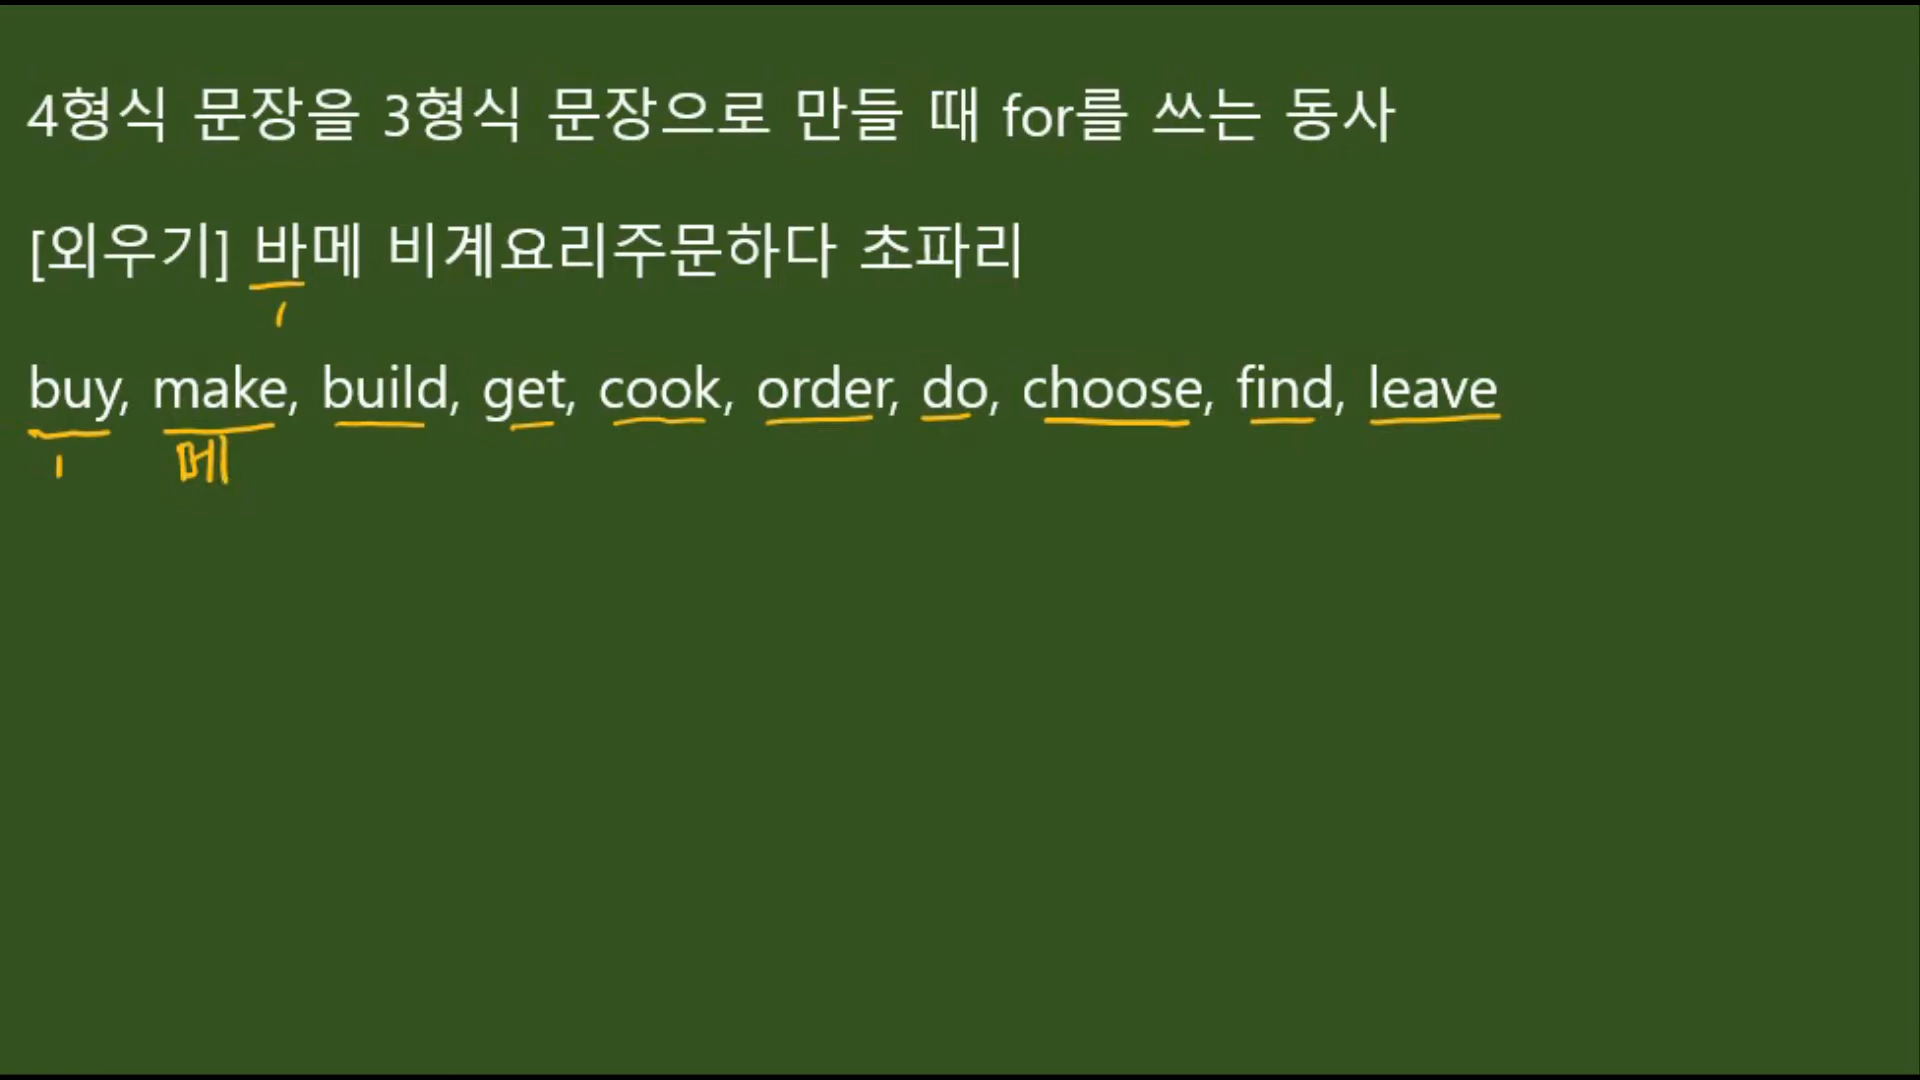 4형식 문장을 3형식 문장으로 만들 때 for를 쓰는 동사
[외우기] 바메 비계요리주문하다 초파리
buy, make, build, get, cook, order, do, choose, find, leave
메